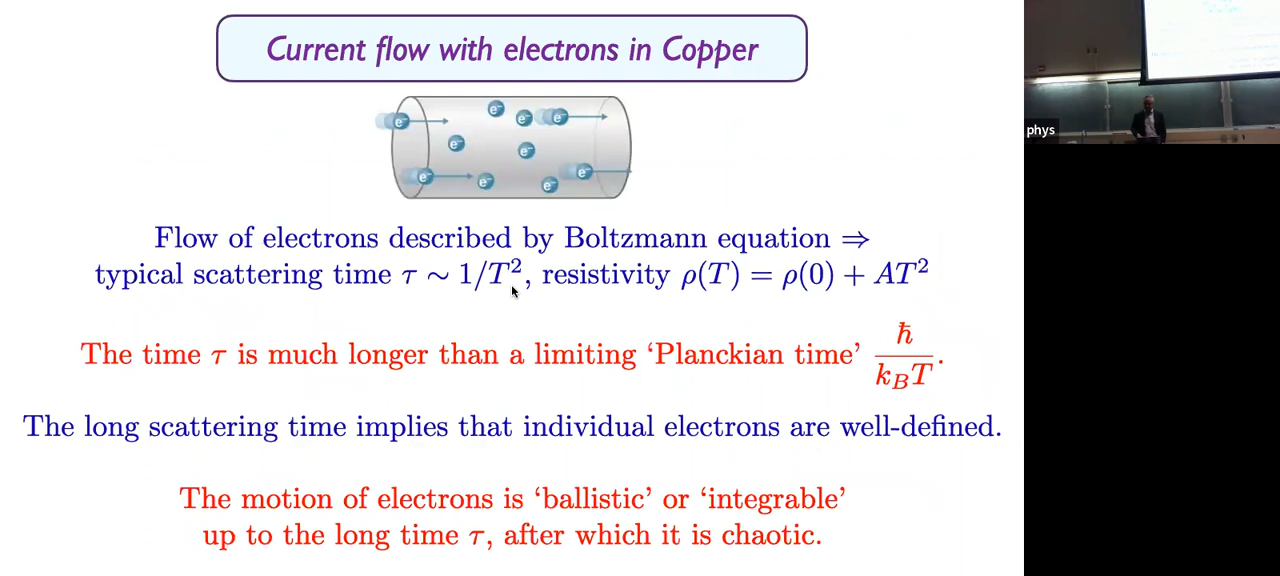 Current flow with electrons in Copper
e⁻ e⁻ e⁻ e⁻
e⁻ e⁻
e⁻ e⁻ e⁻ e⁻
Flow of electrons described by Boltzmann equation ⇒
typical scattering time τ ∼ 1/T², resistivity ρ(T) = ρ(0) + AT²
The time τ is much longer than a limiting ‘Planckian time’ ħ/(k_BT).
The long scattering time implies that individual electrons are well-defined.
The motion of electrons is ‘ballistic’ or ‘integrable’
up to the long time τ, after which it is chaotic.
phys